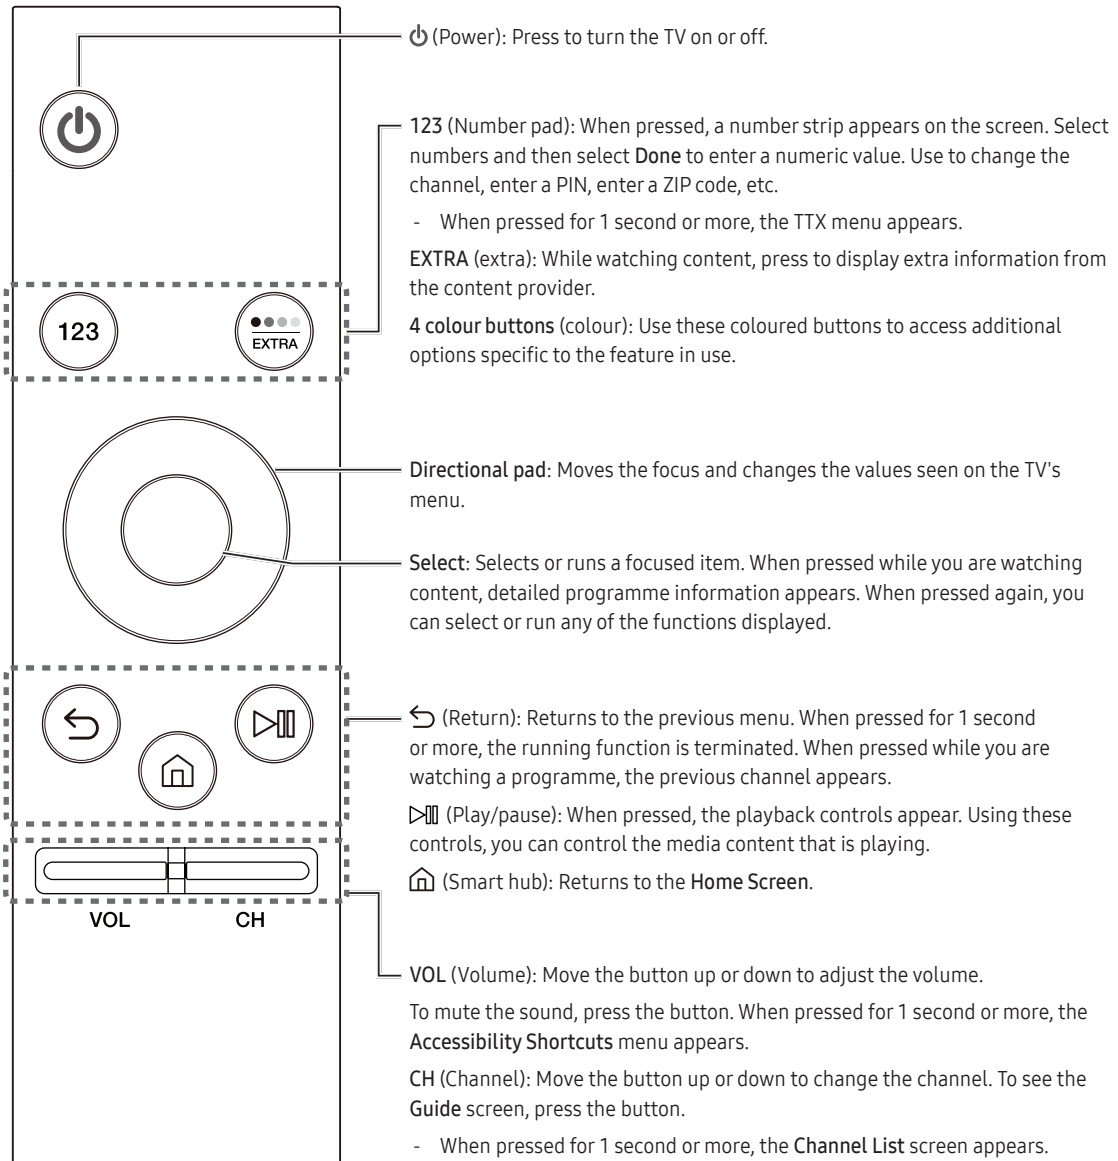 (Power): Press to turn the TV on or off.
123 (Number pad): When pressed, a number strip appears on the screen. Select
numbers and then select Done to enter a numeric value. Use to change the
channel, enter a PIN, enter a ZIP code, etc.
- When pressed for 1 second or more, the TTX menu appears.
EXTRA (extra): While watching content, press to display extra information from
the content provider.
4 colour buttons (colour): Use these coloured buttons to access additional
options specific to the feature in use.
123
EXTRA
Directional pad: Moves the focus and changes the values seen on the TV's
menu.
Select: Selects or runs a focused item. When pressed while you are watching
content, detailed programme information appears. When pressed again, you
can select or run any of the functions displayed.
(Return): Returns to the previous menu. When pressed for 1 second
or more, the running function is terminated. When pressed while you are
watching a programme, the previous channel appears.
(Play/pause): When pressed, the playback controls appear. Using these
controls, you can control the media content that is playing.
(Smart hub): Returns to the Home Screen.
VOL
CH
VOL (Volume): Move the button up or down to adjust the volume.
To mute the sound, press the button. When pressed for 1 second or more, the
Accessibility Shortcuts menu appears.
CH (Channel): Move the button up or down to change the channel. To see the
Guide screen, press the button.
- When pressed for 1 second or more, the Channel List screen appears.